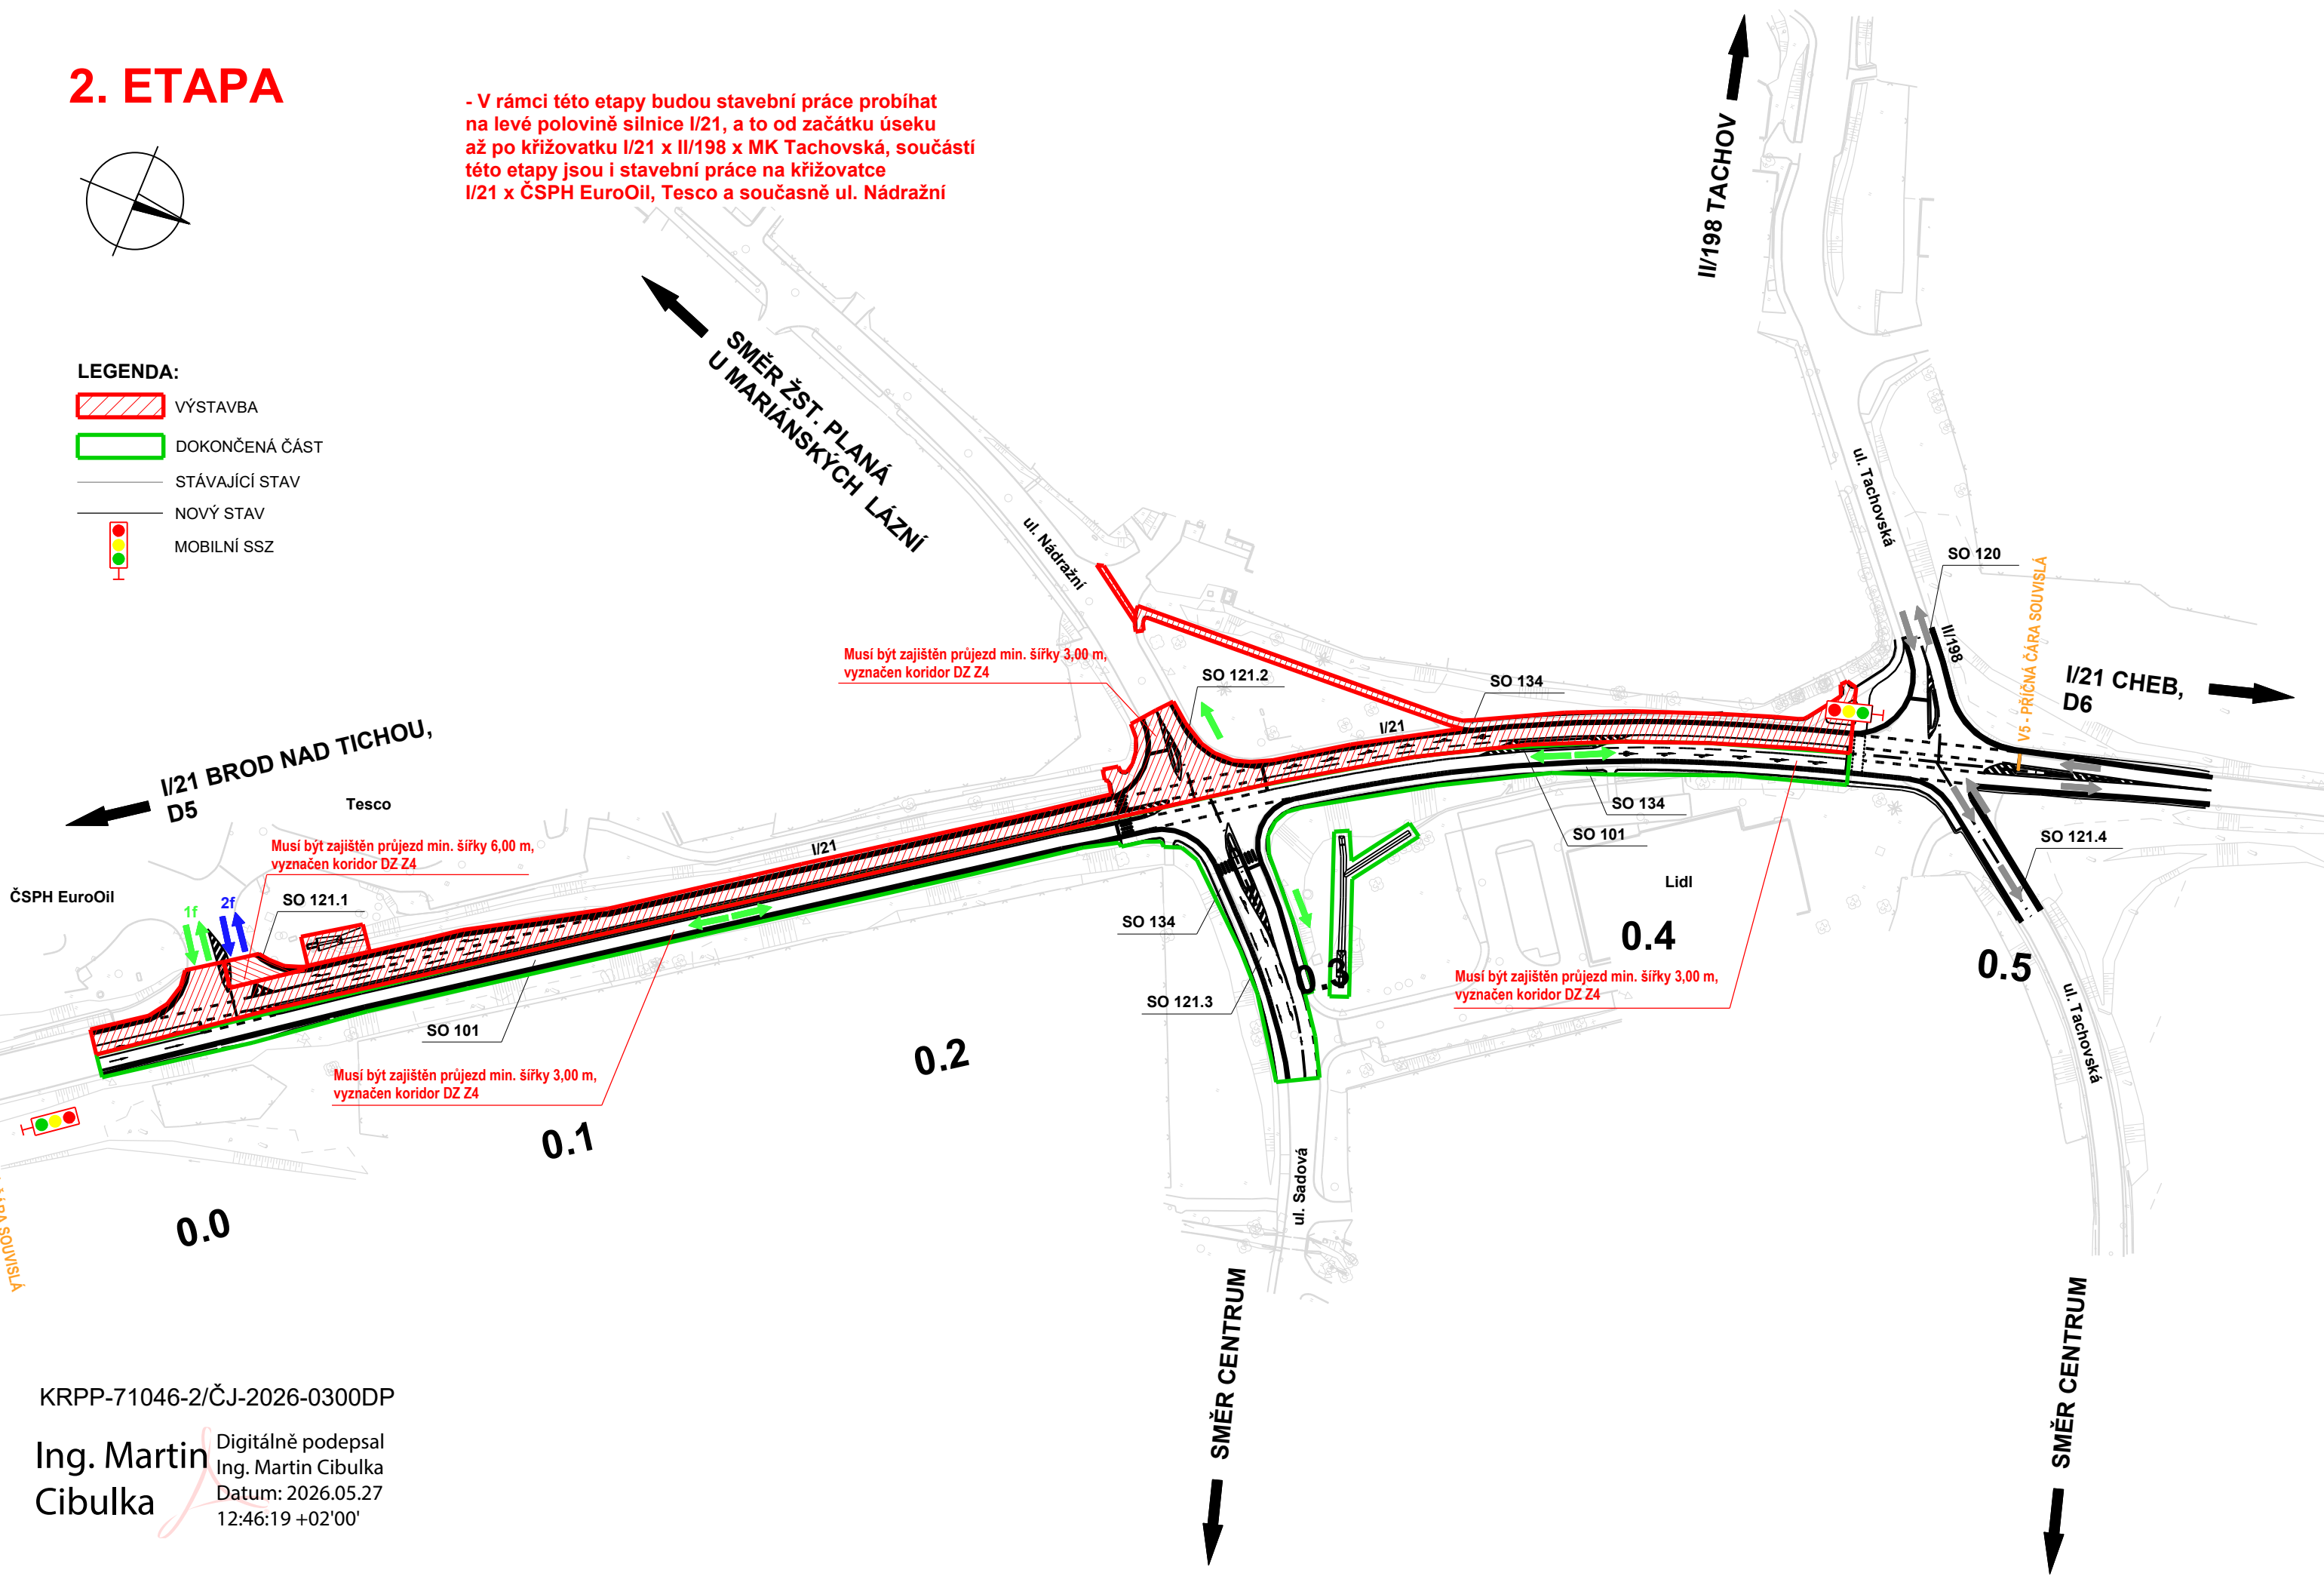 2. ETAPA
- V rámci této etapy budou stavební práce probíhat
na levé polovině silnice I/21, a to od začátku úseku
až po křižovatku I/21 x II/198 x MK Tachovská, součástí
této etapy jsou i stavební práce na křižovatce
I/21 x ČSPH EuroOil, Tesco a současně ul. Nádražní
LEGENDA:
VÝSTAVBA
DOKONČENÁ ČÁST
STÁVAJÍCÍ STAV
NOVÝ STAV
MOBILNÍ SSZ
II/198 TACHOV
SMĚR ŽST. PLANÁ
U MARIÁNSKÝCH LÁZNÍ
ul. Nádražní
ul. Tachovská
SO 120
V5 - PŘÍČNÁ ČÁRA SOUVISLÁ
II/198
I/21 CHEB,
D6
Musí být zajištěn průjezd min. šířky 3,00 m,
vyznačen koridor DZ Z4
SO 121.2
SO 134
I/21
I/21 BROD NAD TICHOU,
D5
Tesco
Musí být zajištěn průjezd min. šířky 6,00 m,
vyznačen koridor DZ Z4
I/21
SO 134
SO 101
SO 121.4
ČSPH EuroOil
1f
2f
SO 121.1
Lidl
SO 134
0.4
0.5
0.3
Musí být zajištěn průjezd min. šířky 3,00 m,
vyznačen koridor DZ Z4
SO 121.3
SO 101
ul. Tachovská
0.2
Musí být zajištěn průjezd min. šířky 3,00 m,
vyznačen koridor DZ Z4
0.1
ul. Sadová
0.0
ČÁRA SOUVISLÁ
SMĚR CENTRUM
SMĚR CENTRUM
KRPP-71046-2/ČJ-2026-0300DP
Ing. Martin
Cibulka
Digitálně podepsal
Ing. Martin Cibulka
Datum: 2026.05.27
12:46:19 +02'00'